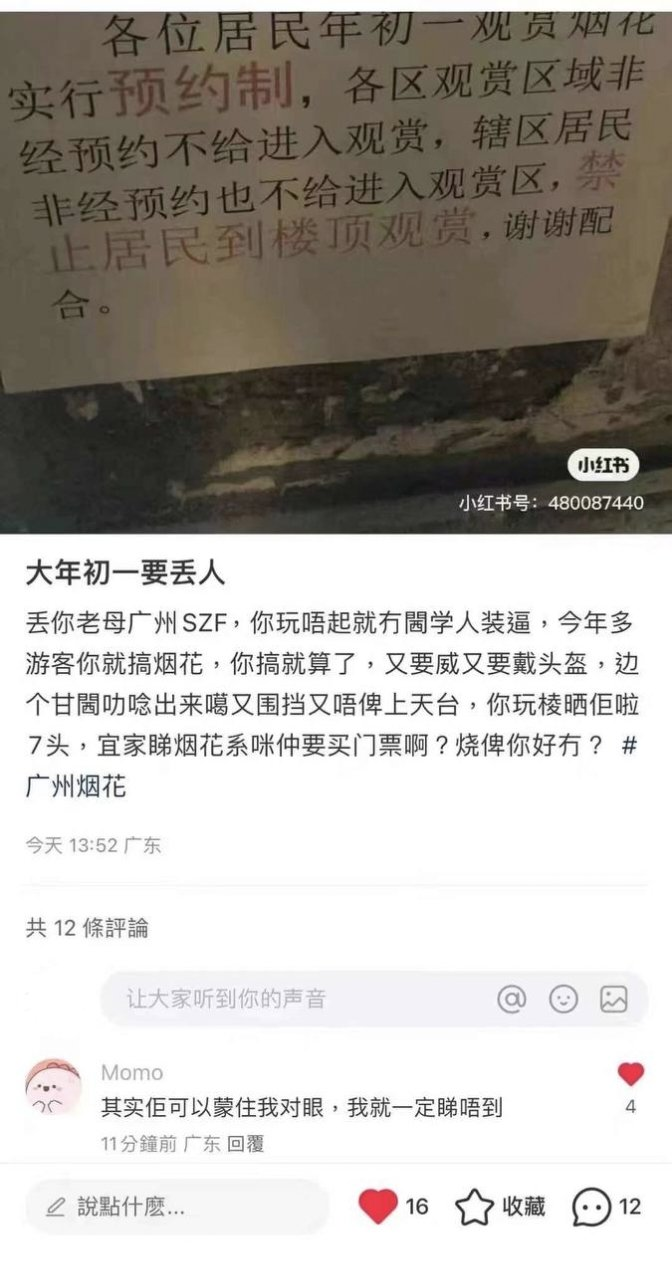 各位居民年初一观赏烟花
实行预约制，各区观赏区域非
经预约不给进入观赏，辖区居民
非经预约也不给进入观赏区，禁
止居民到楼顶观赏，谢谢配
合。
小红书
小红书号：480087440
大年初一要丢人
丢你老母广州SZF，你玩唔起就冇閪学人装逼，今年多
游客你就搞烟花，你搞就算了，又要威又要戴头盔，边
个甘閪叻唸出来噶又围挡又唔俾上天台，你玩棱晒佢啦
7头，宜家睇烟花系咪仲要买门票啊？烧俾你好冇？ #
广州烟花
今天 13:52 广东
共 12 條評論
让大家听到你的声音
Momo
其实佢可以蒙住我对眼，我就一定睇唔到
4
11分鐘前 广东 回覆
說點什麼...
16
收藏
12